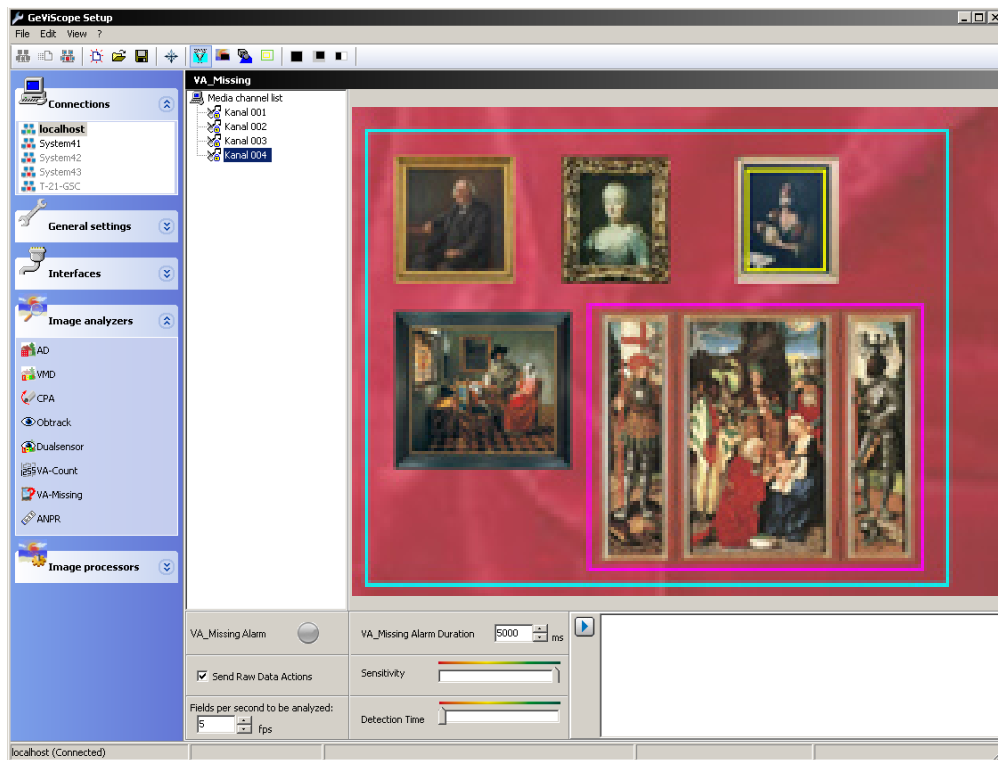 GeViScope Setup
File Edit View ?
Connections
localhost
System41
System42
System43
T-21-GSC
General settings
Interfaces
Image analyzers
AD
VMD
CPA
Obtrack
Dualsensor
VA-Count
VA-Missing
ANPR
Image processors
VA_Missing
Media channel list
Kanal 001
Kanal 002
Kanal 003
Kanal 004
VA_Missing Alarm
Send Raw Data Actions
Fields per second to be analyzed:
5 fps
VA_Missing Alarm Duration 5000 ms
Sensitivity
Detection Time
localhost (Connected)